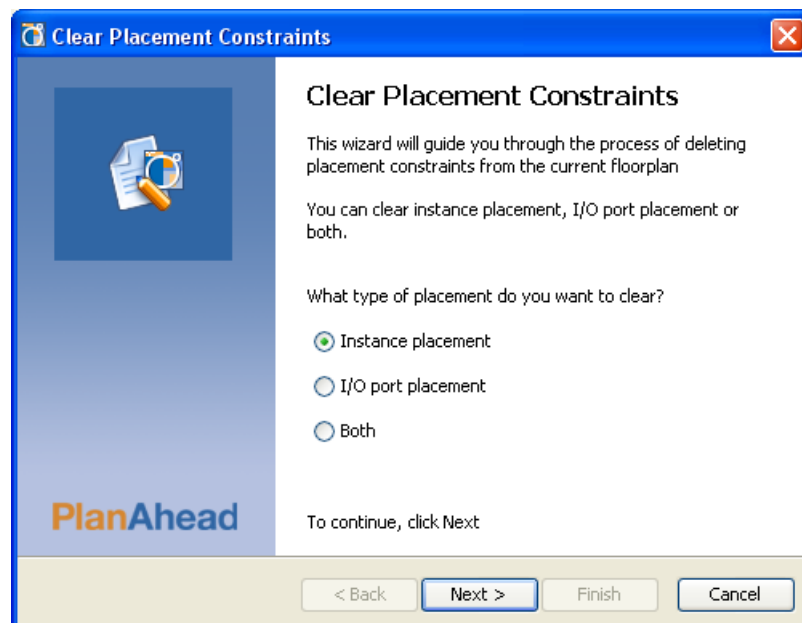 Clear Placement Constraints
Clear Placement Constraints
This wizard will guide you through the process of deleting
placement constraints from the current floorplan
You can clear instance placement, I/O port placement or
both.
What type of placement do you want to clear?
Instance placement
I/O port placement
Both
PlanAhead
To continue, click Next
< Back Next > Finish Cancel